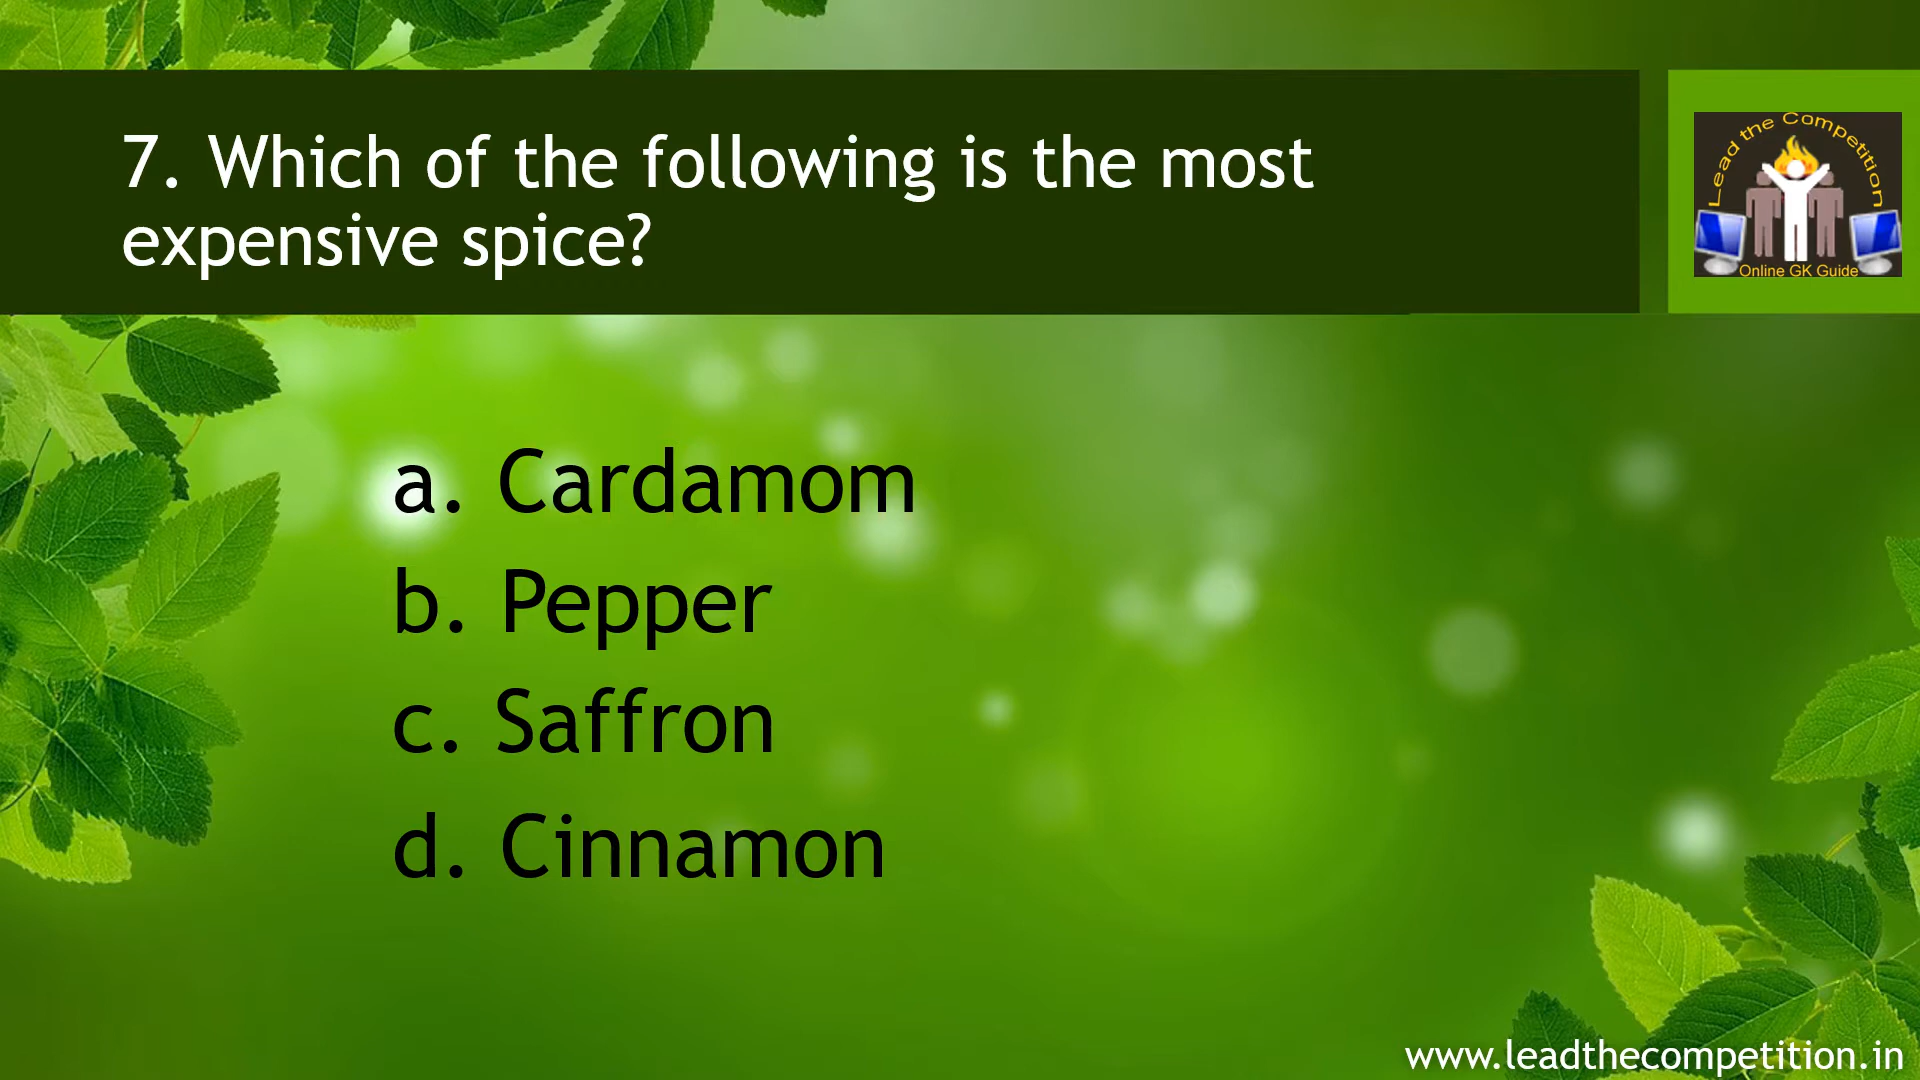 7. Which of the following is the most
expensive spice?
Lead the Competition
Online GK Guide
a. Cardamom
b. Pepper
c. Saffron
d. Cinnamon
www.leadthecompetition.in